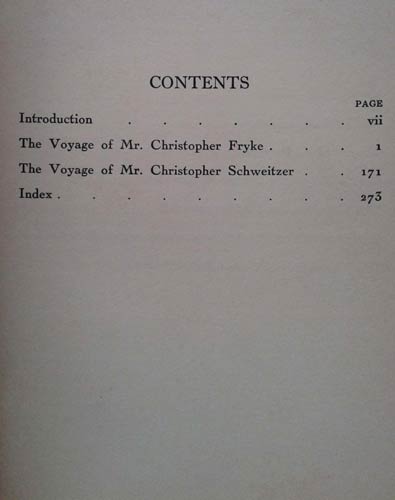 CONTENTS
PAGE
Introduction . . . . . . . vii
The Voyage of Mr. Christopher Fryke . . . 1
The Voyage of Mr. Christopher Schweitzer . . 171
Index . . . . . . . . 273